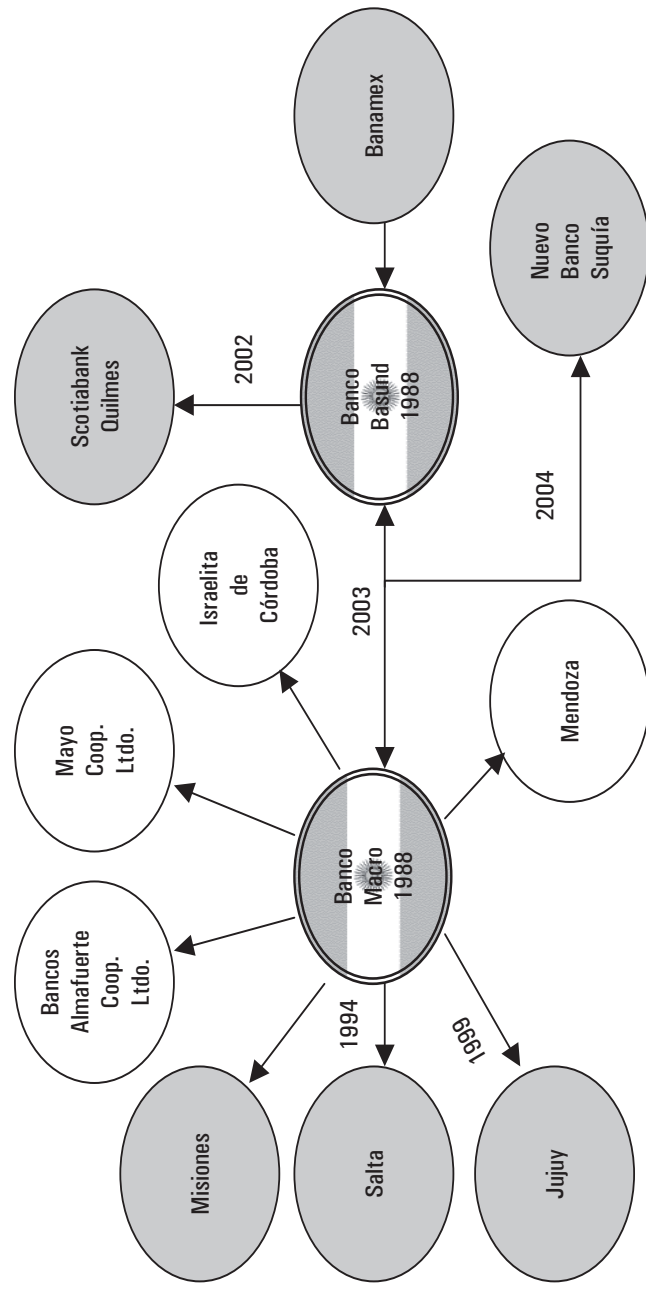 Bancos
Almafuerte
Coop.
Ltdo.
Mayo
Coop.
Ltdo.
Scotiabank
Quilmes
Misiones
Israelita
de
Córdoba
2002
Salta
1994
Banco
Macro
1988
2003
Banco
Basund
1988
Banamex
Jujuy
1999
Mendoza
2004
Nuevo
Banco
Suquía